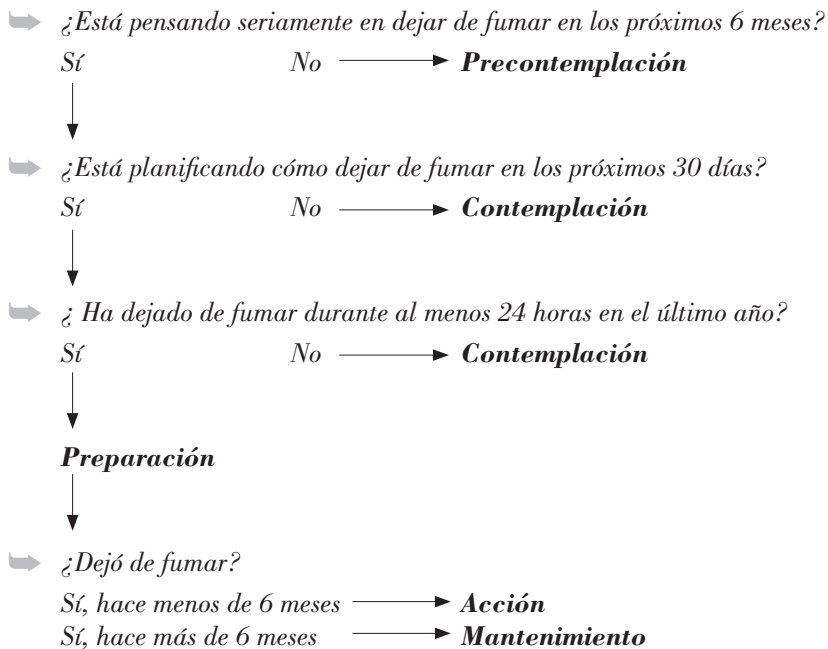 ¿Está pensando seriamente en dejar de fumar en los próximos 6 meses?
Sí No Precontemplación
¿Está planificando cómo dejar de fumar en los próximos 30 días?
Sí No Contemplación
¿ Ha dejado de fumar durante al menos 24 horas en el último año?
Sí No Contemplación
Preparación
¿Dejó de fumar?
Sí, hace menos de 6 meses Acción
Sí, hace más de 6 meses Mantenimiento